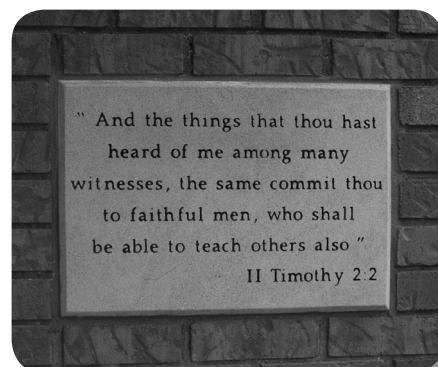 " And the things that thou hast
heard of me among many
witnesses, the same commit thou
to faithful men, who shall
be able to teach others also "
II Timothy 2:2